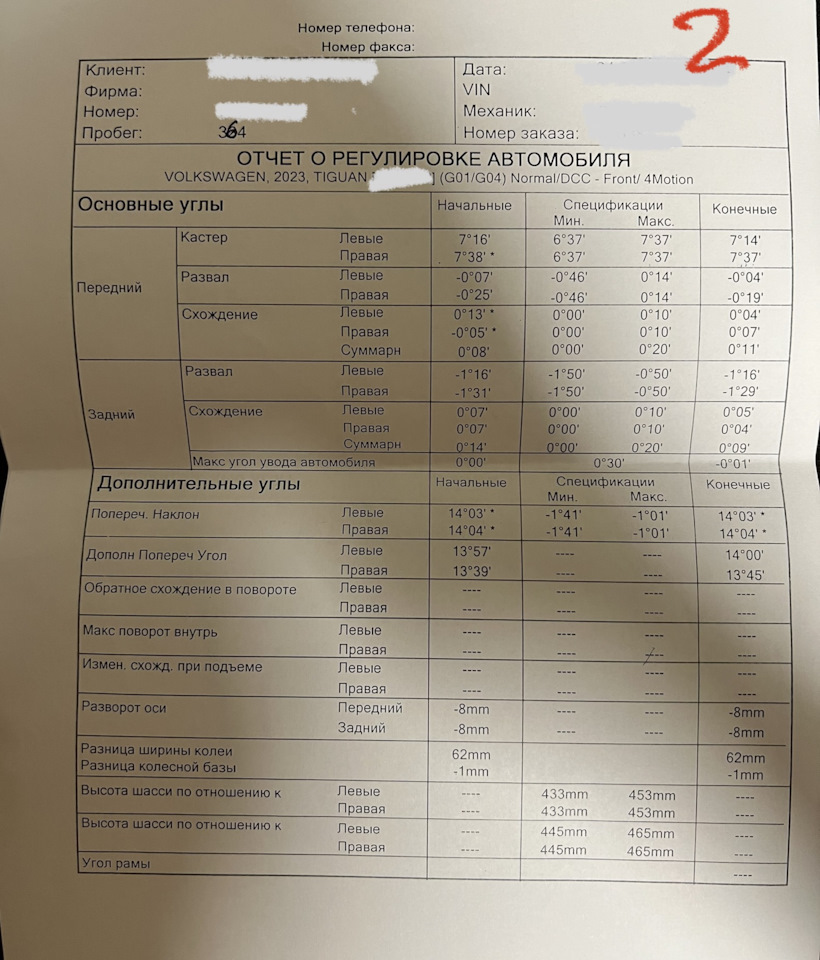 2
Номер телефона:
Номер факса:
Клиент: Дата:
Фирма: VIN
Номер: Механик:
Пробег: 364 Номер заказа:
ОТЧЕТ О РЕГУЛИРОВКЕ АВТОМОБИЛЯ
VOLKSWAGEN, 2023, TIGUAN ] (G01/G04) Normal/DCC - Front/ 4Motion
Основные углы Начальные Спецификации Конечные
Мин. Макс.
Передний
Кастер Левые 7°16' 6°37' 7°37' 7°14'
Правая 7°38' * 6°37' 7°37' 7°37'
Развал Левые -0°07' -0°46' 0°14' -0°04'
Правая -0°25' -0°46' 0°14' -0°19'
Схождение Левые 0°13' * 0°00' 0°10' 0°04'
Правая -0°05' * 0°00' 0°10' 0°07'
Суммарн 0°08' 0°00' 0°20' 0°11'
Задний
Развал Левые -1°16' -1°50' -0°50' -1°16'
Правая -1°31' -1°50' -0°50' -1°29'
Схождение Левые 0°07' 0°00' 0°10' 0°05'
Правая 0°07' 0°00' 0°10' 0°04'
Суммарн 0°14' 0°00' 0°20' 0°09'
Макс угол увода автомобиля 0°00' 0°30' -0°01'
Дополнительные углы Начальные Спецификации Конечные
Мин. Макс.
Попереч. Наклон Левые 14°03' * -1°41' -1°01' 14°03' *
Правая 14°04' * -1°41' -1°01' 14°04' *
Дополн Попереч Угол Левые 13°57' ---- ---- 14°00'
Правая 13°39' ---- ---- 13°45'
Обратное схождение в повороте Левые ---- ---- ---- ----
Правая ---- ---- ---- ----
Макс поворот внутрь Левые ---- ---- ---- ----
Правая ---- ---- ---- ----
Измен. схожд. при подъеме Левые ---- ---- ---- ----
Правая ---- ---- ---- ----
Разворот оси Передний -8mm ---- ---- -8mm
Задний -8mm ---- ---- -8mm
Разница ширины колеи 62mm 62mm
Разница колесной базы -1mm -1mm
Высота шасси по отношению к Левые ---- 433mm 453mm ----
Правая ---- 433mm 453mm ----
Высота шасси по отношению к Левые ---- 445mm 465mm ----
Правая ---- 445mm 465mm ----
Угол рамы ----